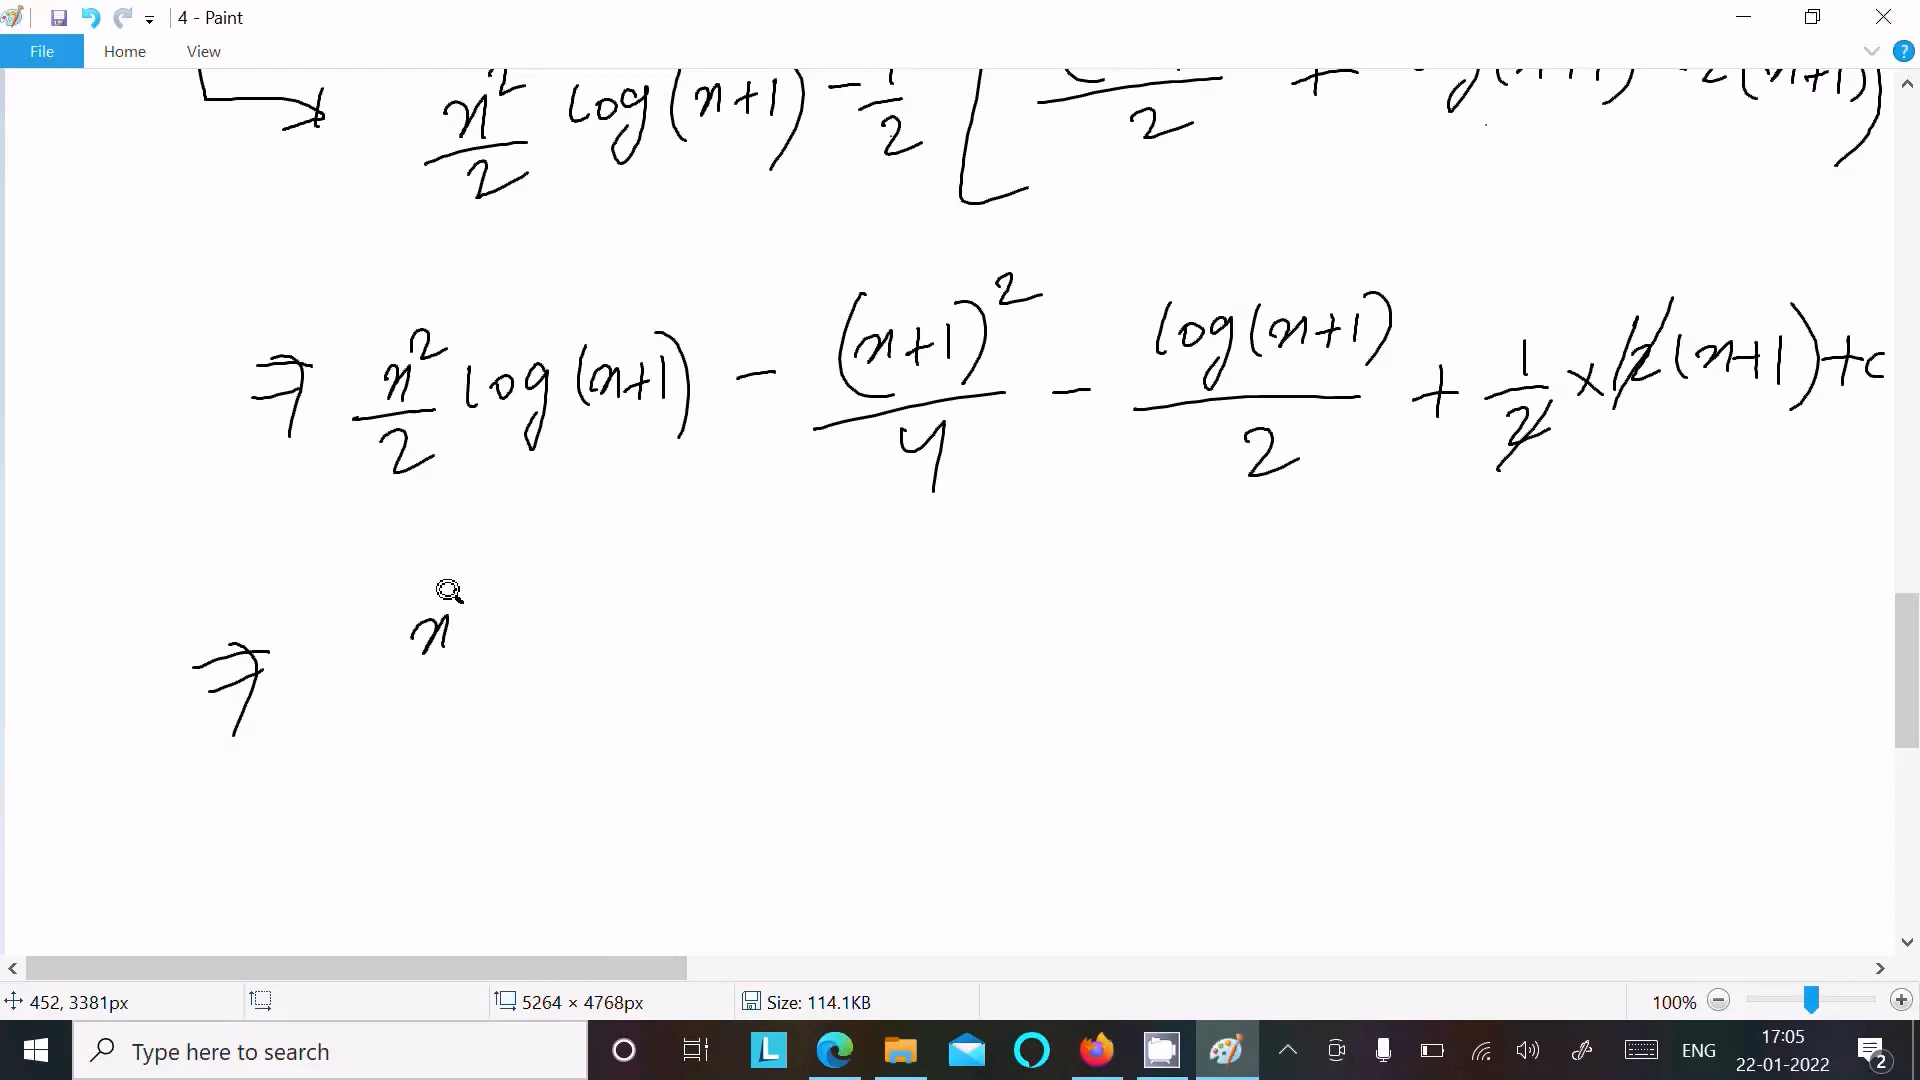 4 - Paint
File Home View
x²/2 log(x+1) - 1/2 [ /2 +
⇒ x²/2 log(x+1) - (x+1)²/4 - log(x+1)/2 + 1/2 × 2(x+1) + c
⇒ x
452, 3381px 5264 × 4768px Size: 114.1KB 100%
Type here to search
L
ENG
17:05
22-01-2022
2